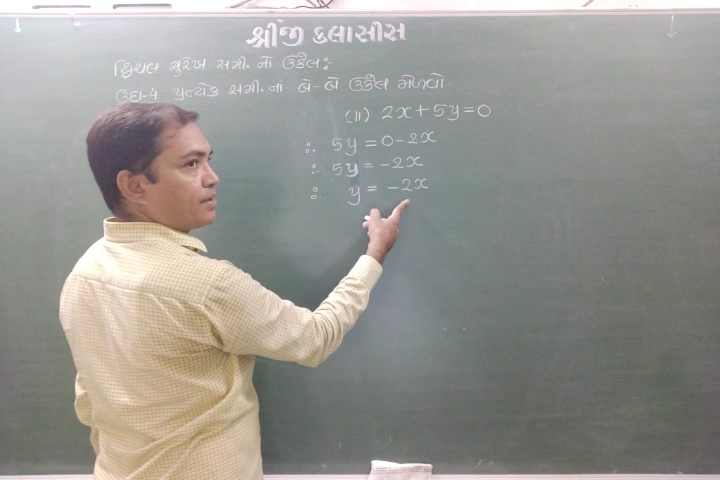 શ્રીજી ક્લાસીસ
દ્વિચલ સુરેખ સમી. નો ઉકેલ:-
ઉદા-4 પ્રત્યેક સમી. ના બે-બે ઉકેલ મેળવો.
(II) 2x + 5y = 0
∴ 5y = 0 - 2x
∴ 5y = -2x
∴ y = -2x